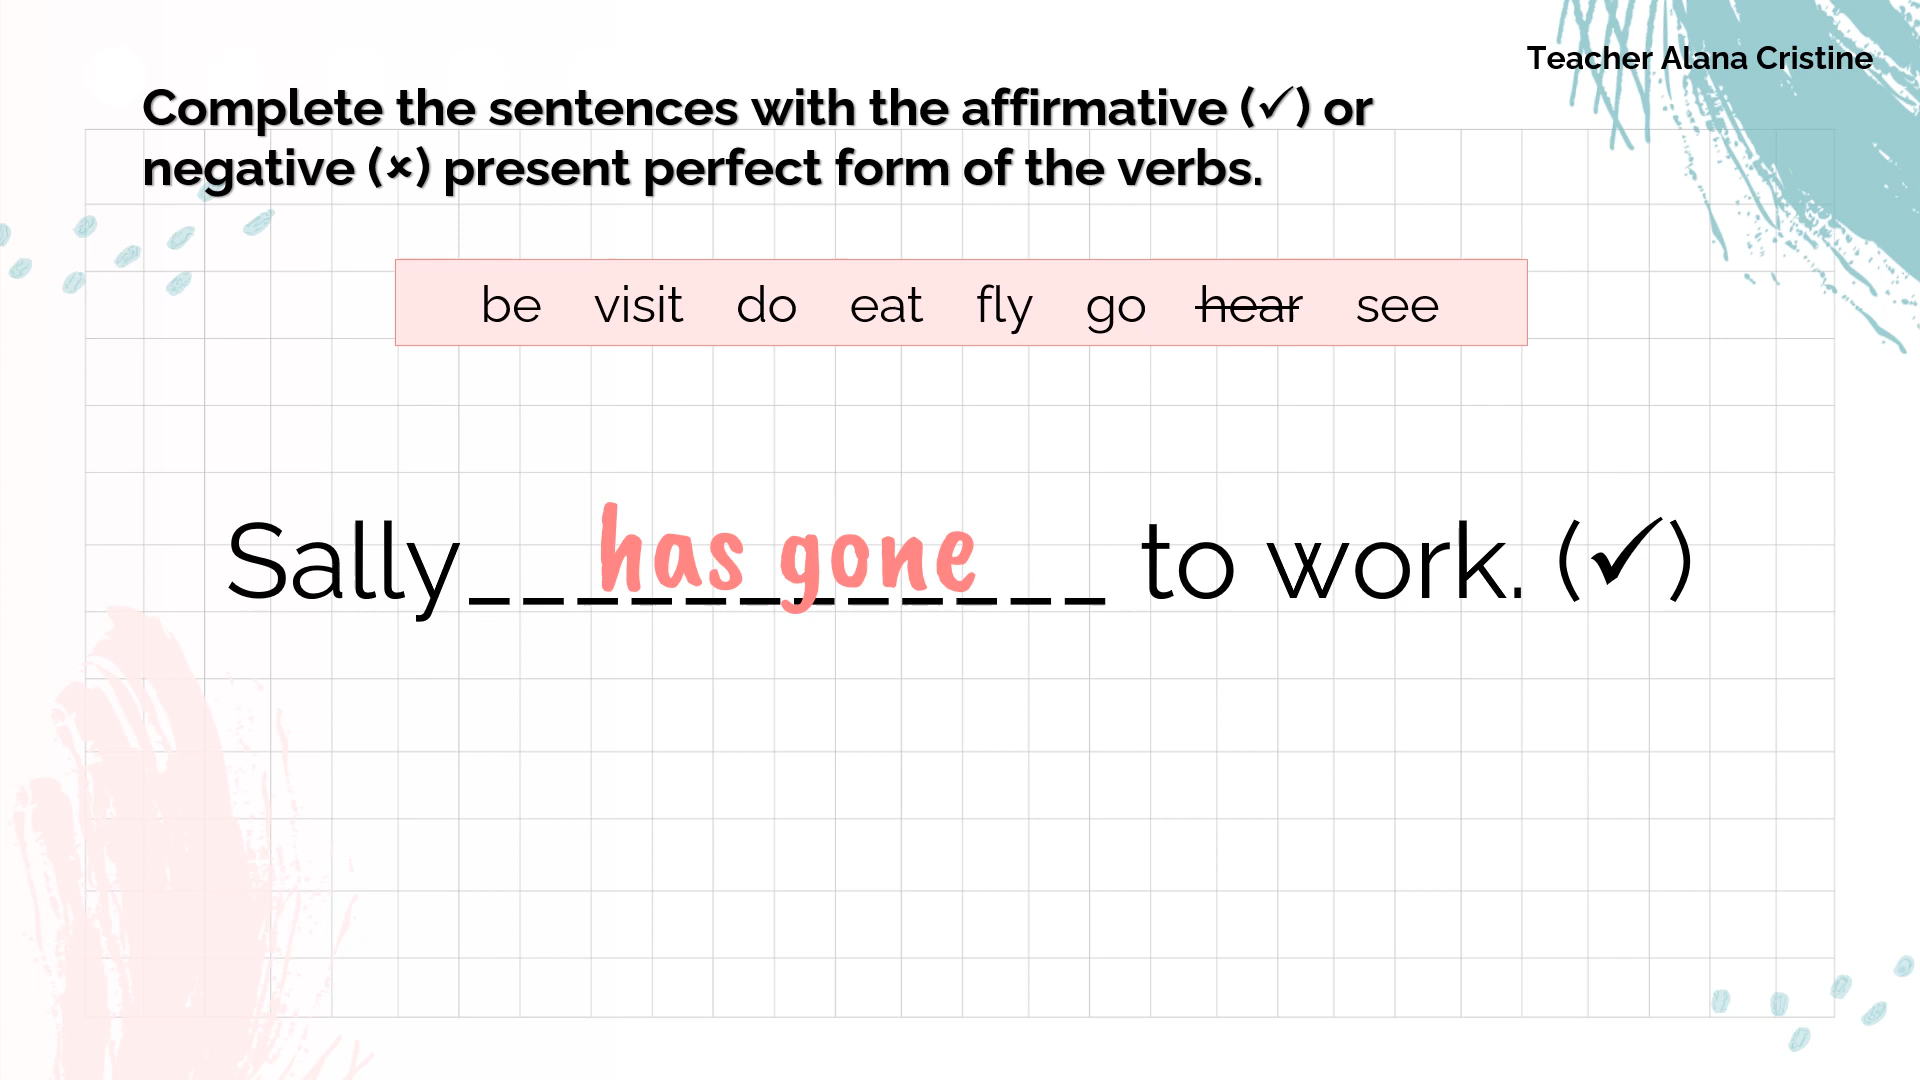 Teacher Alana Cristine
Complete the sentences with the affirmative (✓) or
negative (×) present perfect form of the verbs.
be visit do eat fly go hear see
Sally has gone to work. (✓)